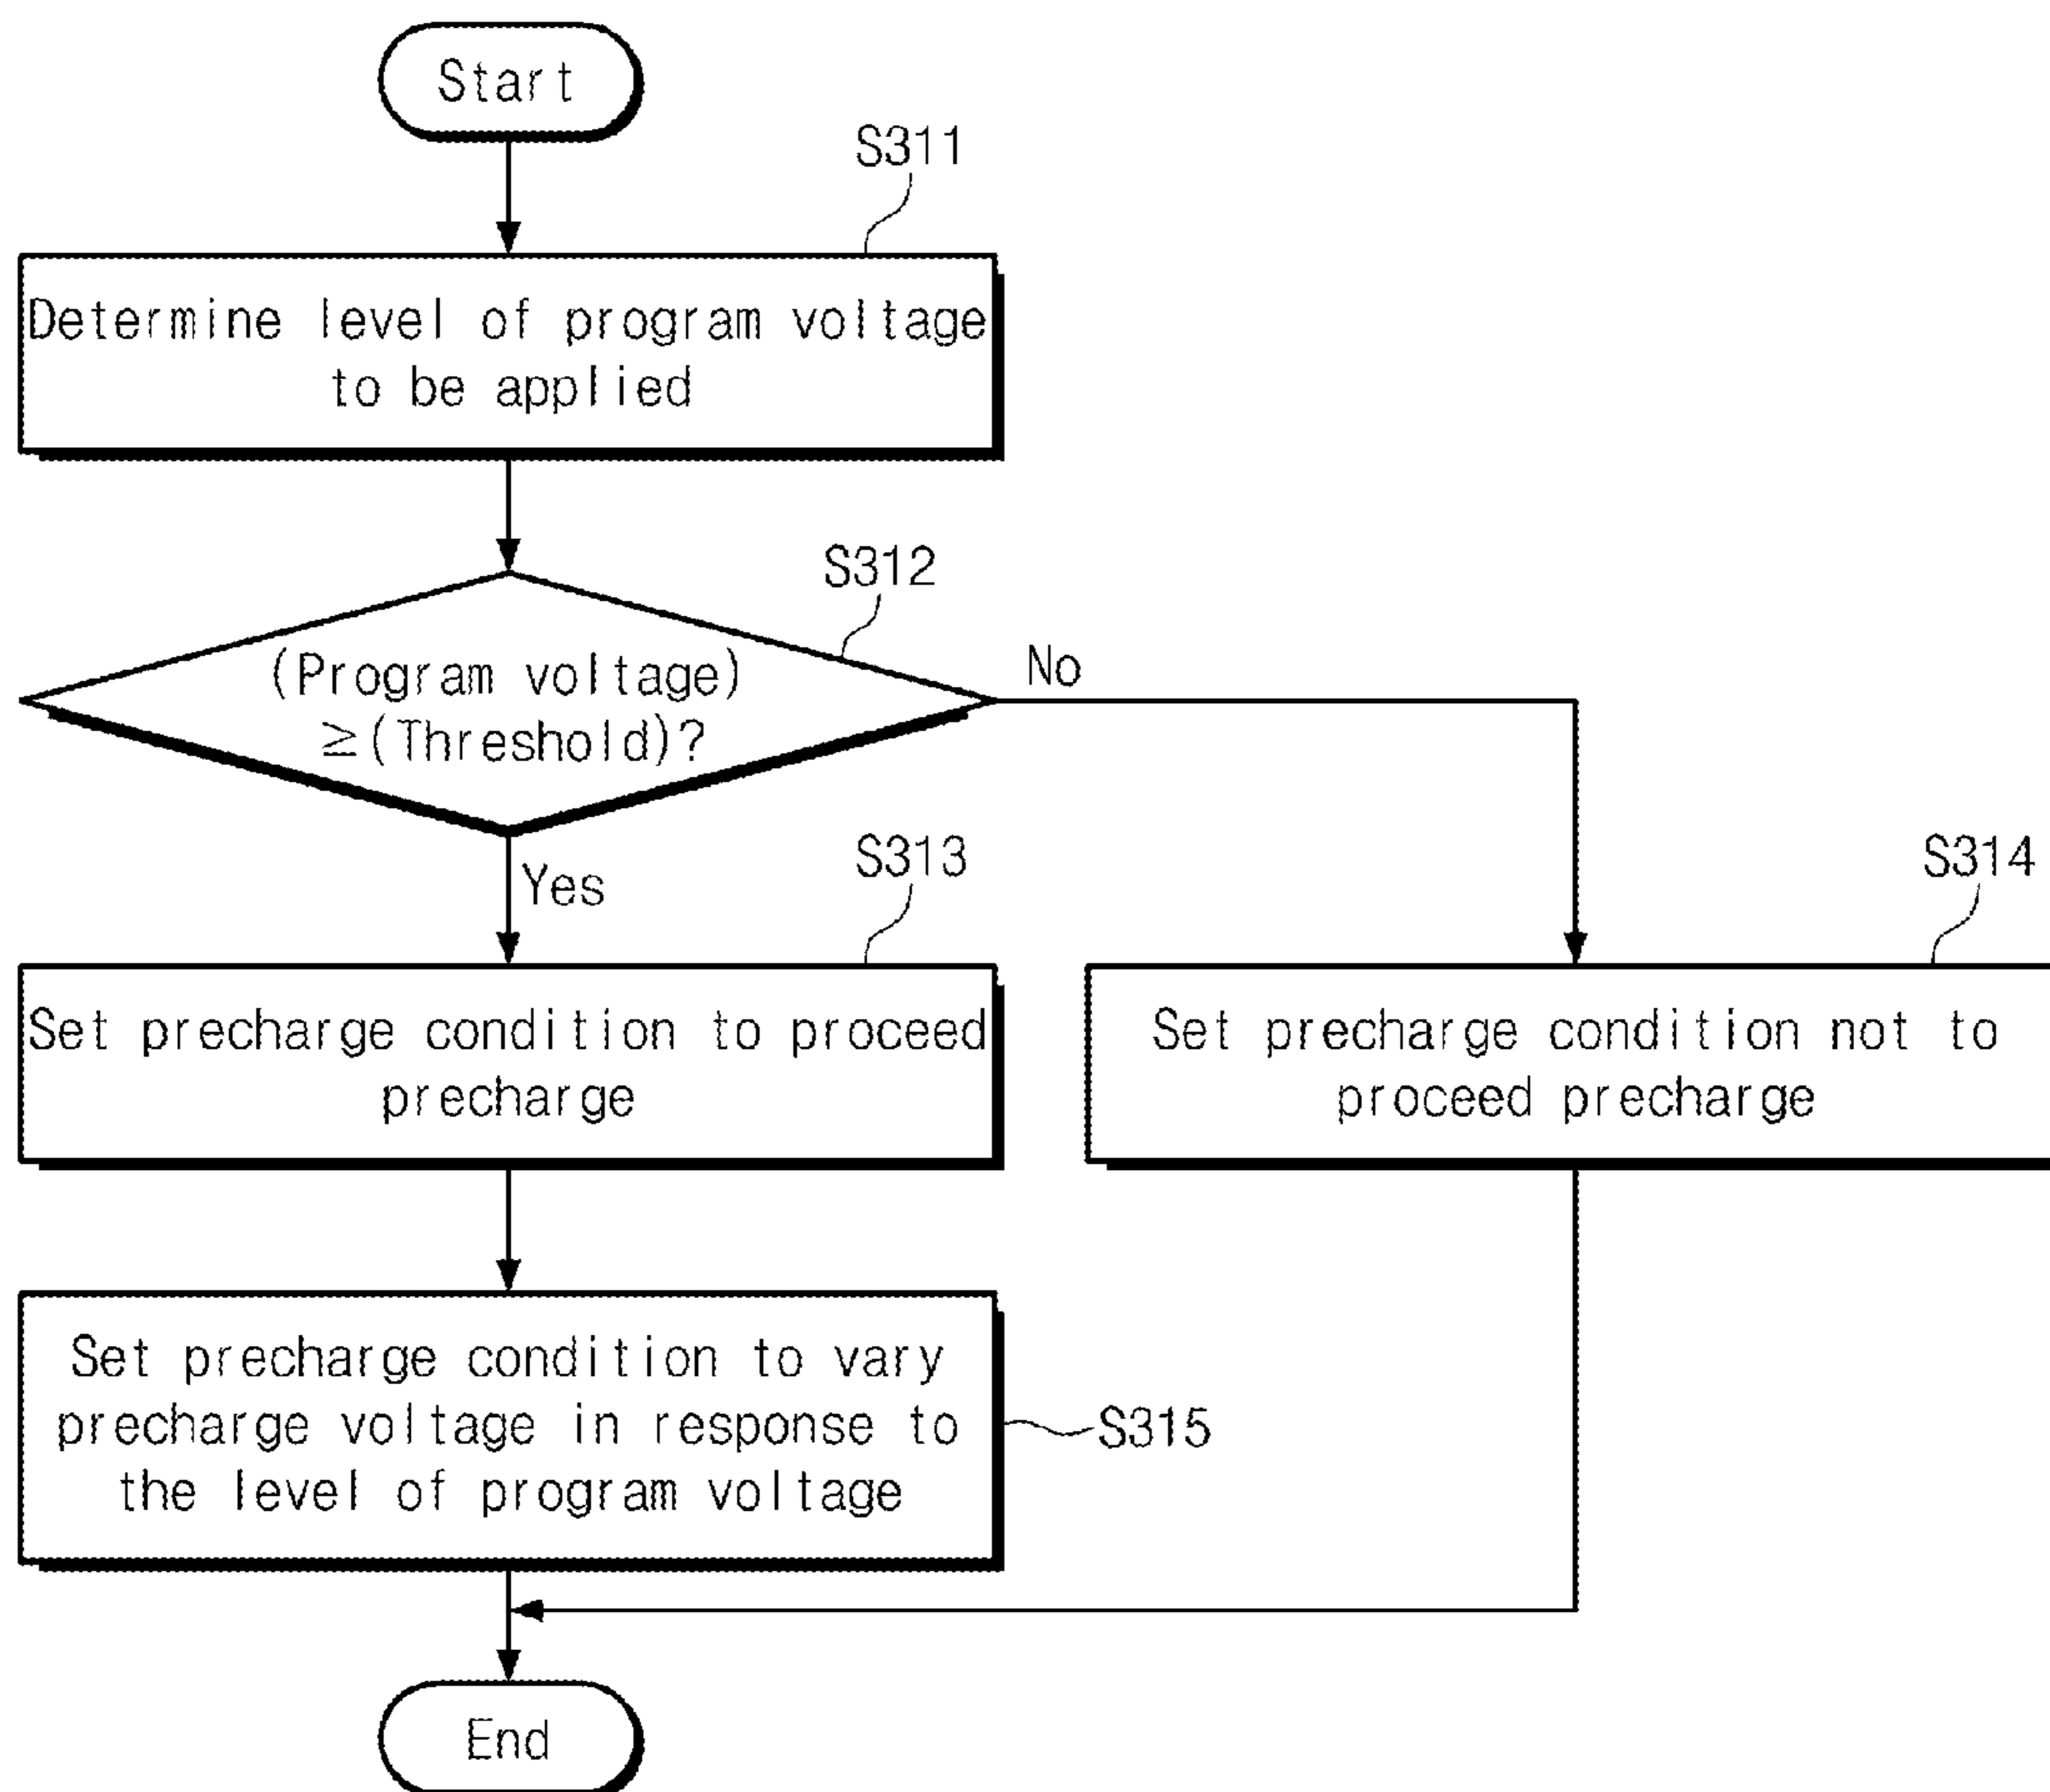 Start
S311
Determine level of program voltage
to be applied
S312
(Program voltage)
≧(Threshold)?
No
Yes
S313
Set precharge condition to proceed
precharge
S314
Set precharge condition not to
proceed precharge
Set precharge condition to vary
precharge voltage in response to
the level of program voltage
S315
End